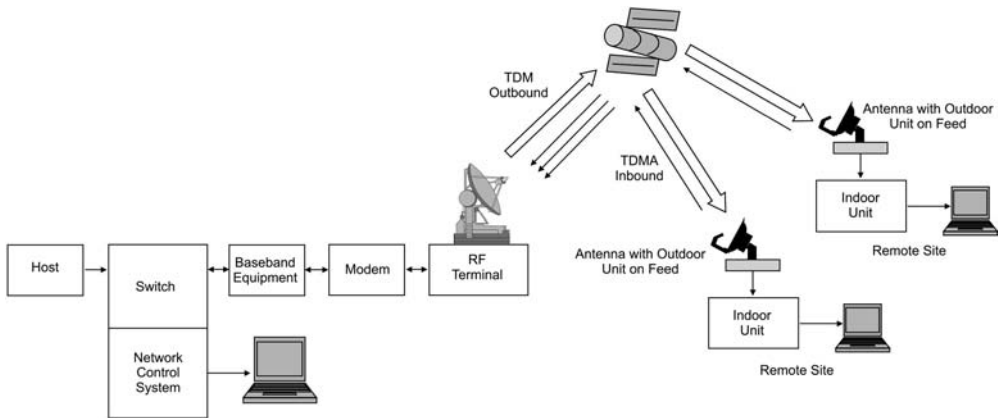 TDM
Outbound
Antenna with Outdoor
Unit on Feed
TDMA
Inbound
Indoor
Unit
Remote Site
Antenna with Outdoor
Unit on Feed
Host
Switch
Baseband
Equipment
Modem
RF
Terminal
Indoor
Unit
Remote Site
Network
Control
System